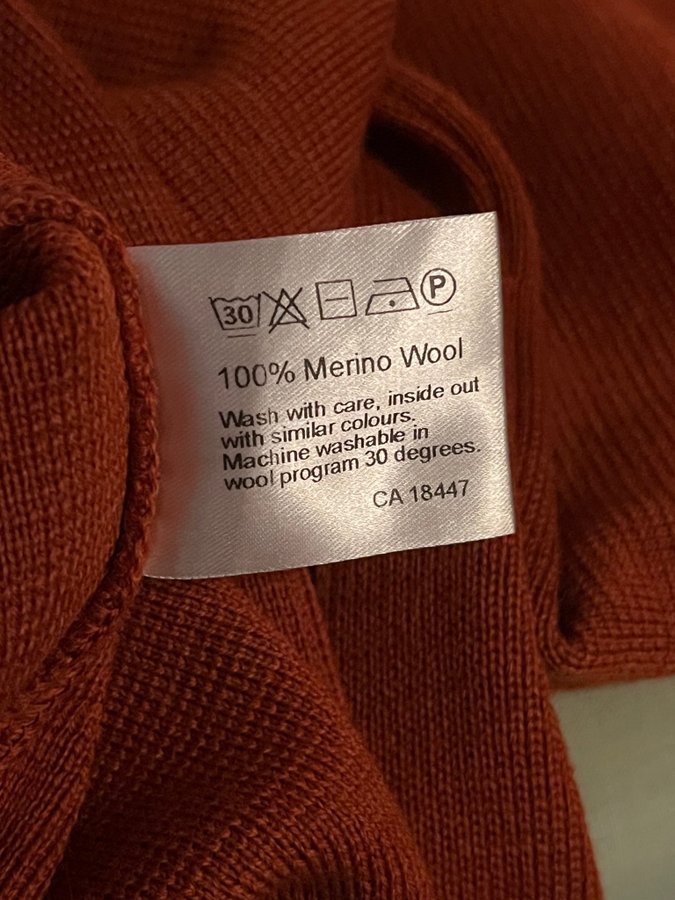 30 P
100% Merino Wool
Wash with care, inside out
with similar colours.
Machine washable in
wool program 30 degrees.
CA 18447